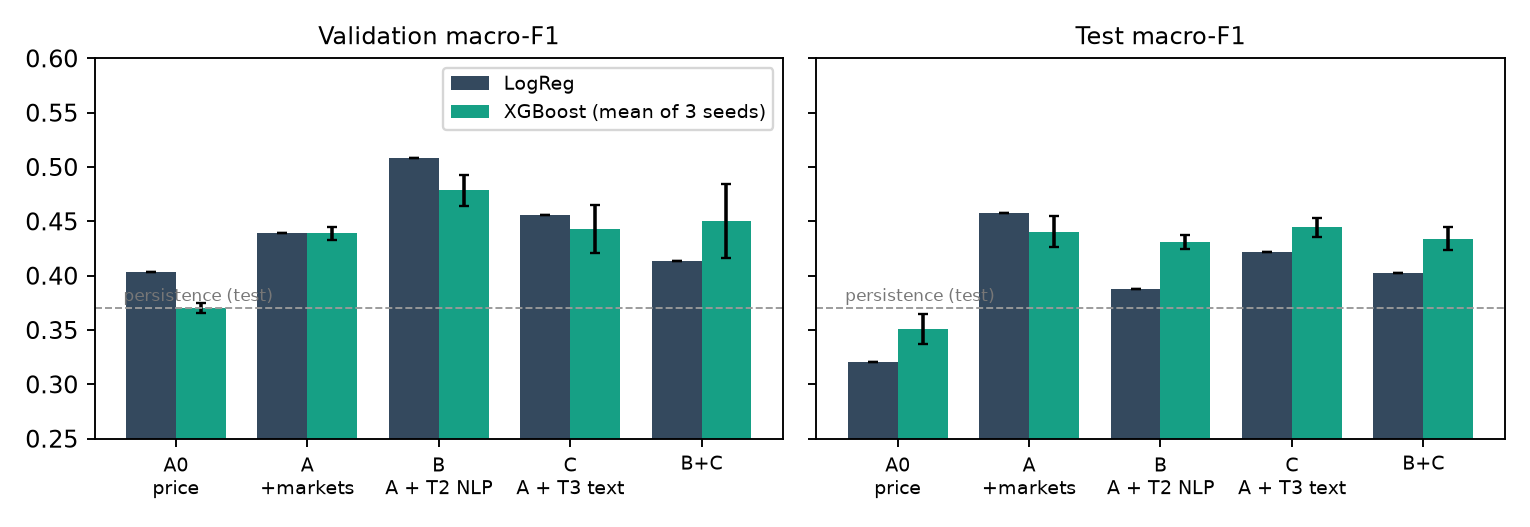 Validation macro-F1
Test macro-F1
0.60
0.55
0.50
0.45
0.40
0.35
0.30
0.25
LogReg
XGBoost (mean of 3 seeds)
persistence (test)
persistence (test)
A0
price
A
+markets
B
A + T2 NLP
C
A + T3 text
B+C
A0
price
A
+markets
B
A + T2 NLP
C
A + T3 text
B+C